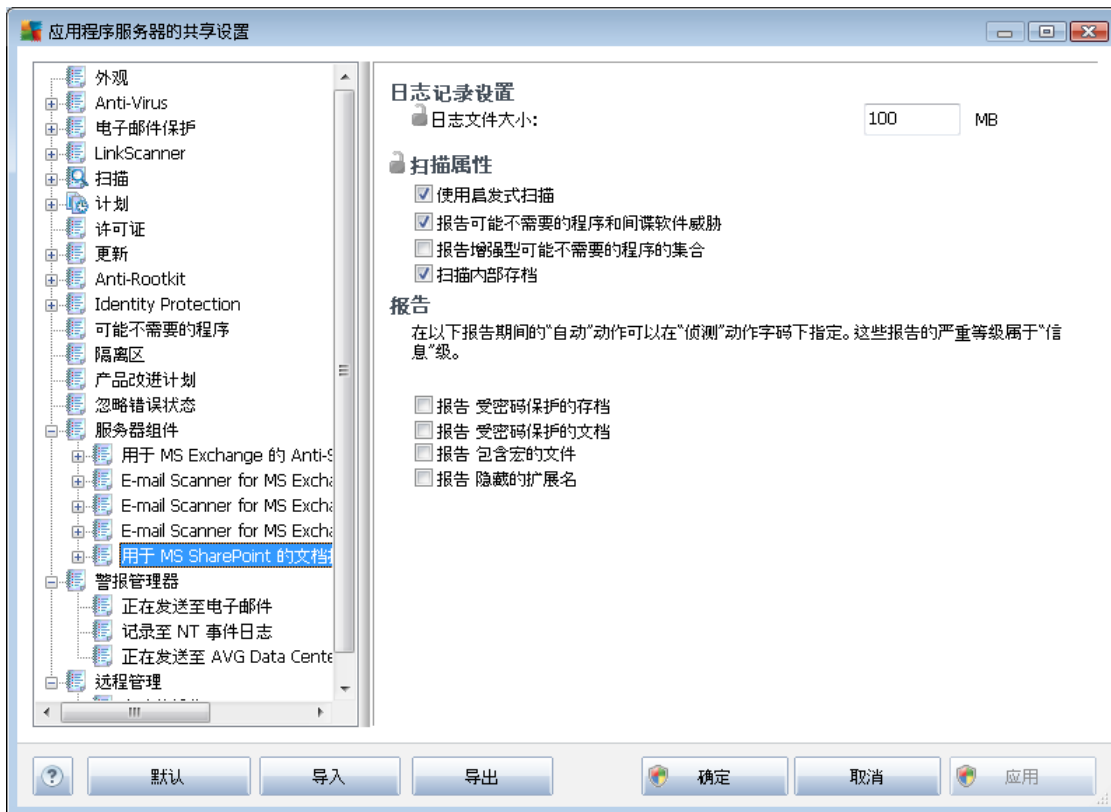 应用程序服务器的共享设置
外观
Anti-Virus
电子邮件保护
LinkScanner
扫描
计划
许可证
更新
Anti-Rootkit
Identity Protection
可能不需要的程序
隔离区
产品改进计划
忽略错误状态
服务器组件
用于 MS Exchange 的 Anti-S
E-mail Scanner for MS Excha
E-mail Scanner for MS Excha
E-mail Scanner for MS Excha
用于 MS SharePoint 的文档
警报管理器
正在发送至电子邮件
记录至 NT 事件日志
正在发送至 AVG Data Cente
远程管理
日志记录设置
日志文件大小: 100 MB
扫描属性
使用启发式扫描
报告可能不需要的程序和间谍软件威胁
报告增强型可能不需要的程序的集合
扫描内部存档
报告
在以下报告期间的“自动”动作可以在“侦测”动作字码下指定。这些报告的严重等级属于“信
息”级。
报告 受密码保护的存档
报告 受密码保护的文档
报告 包含宏的文件
报告 隐藏的扩展名
? 默认 导入 导出 确定 取消 应用